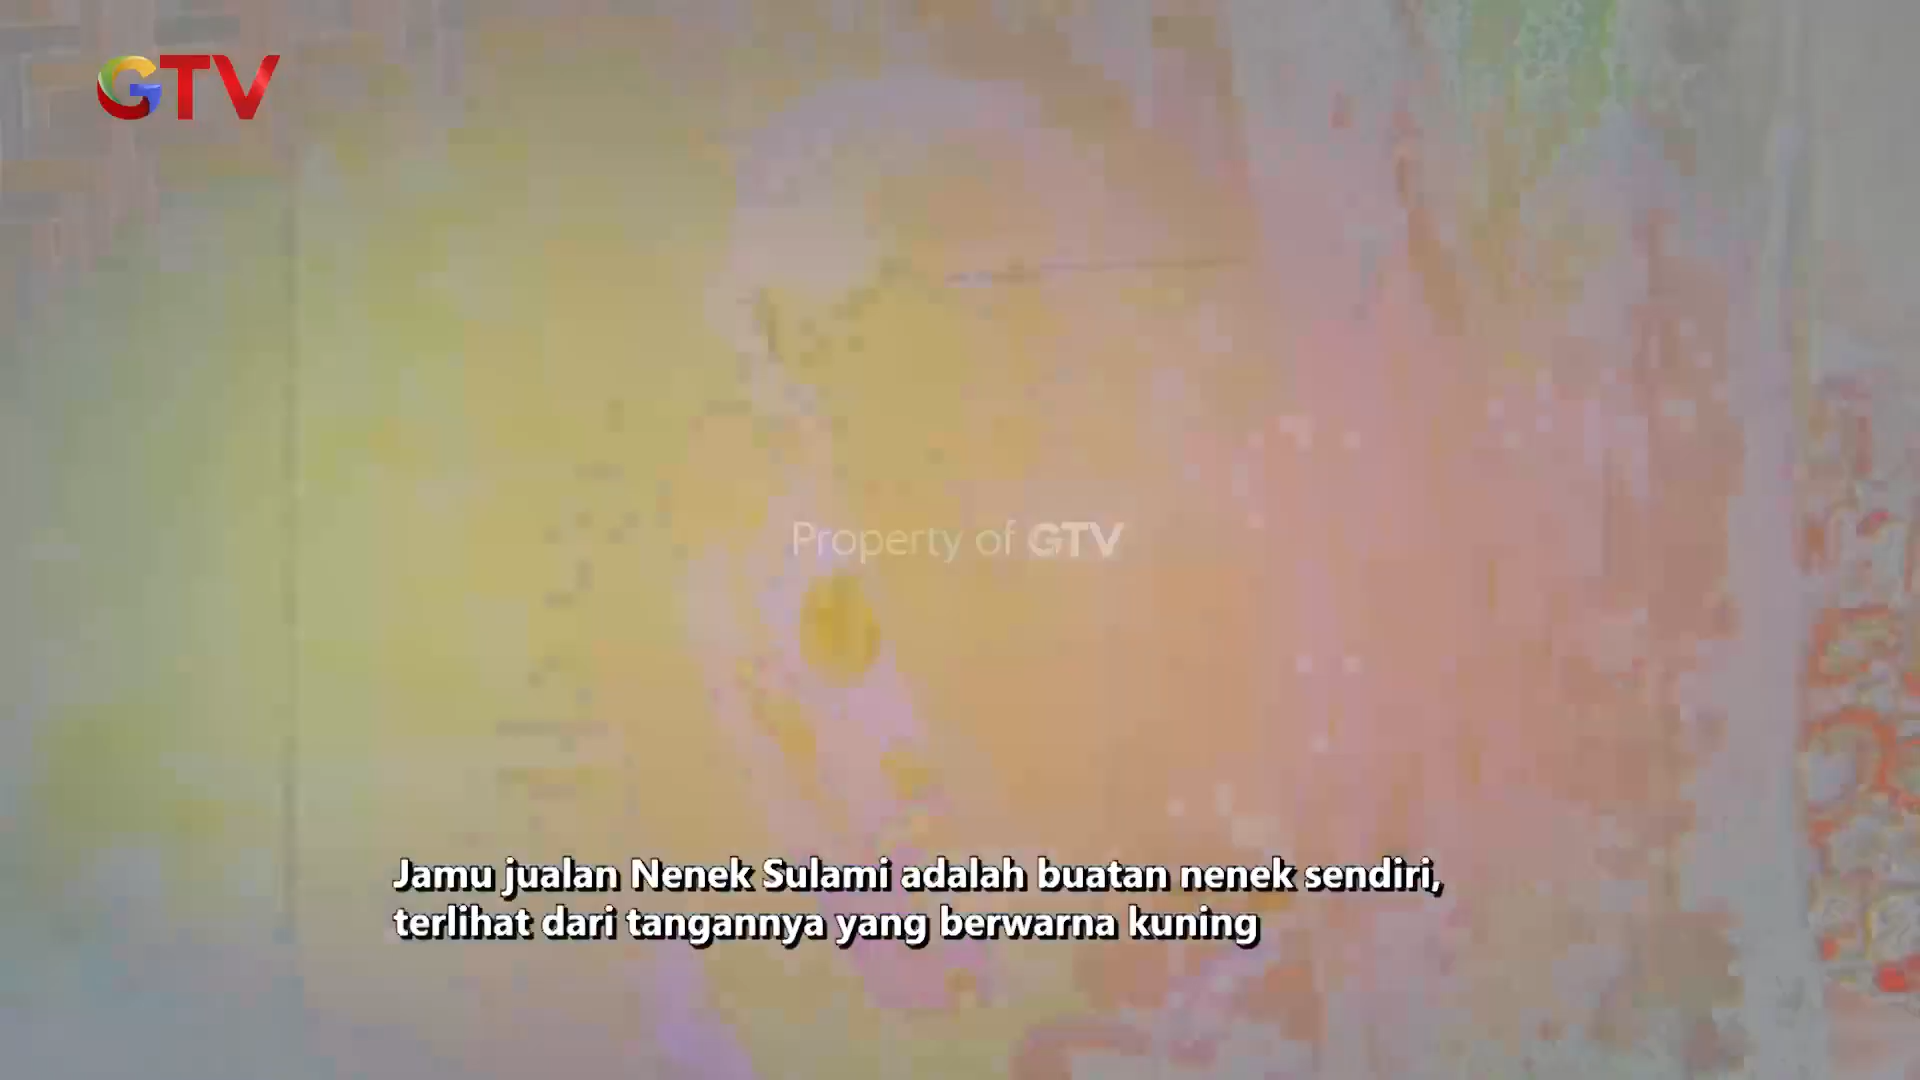 GTV
Property of GTV
Jamu jualan Nenek Sulami adalah buatan nenek sendiri,
terlihat dari tangannya yang berwarna kuning